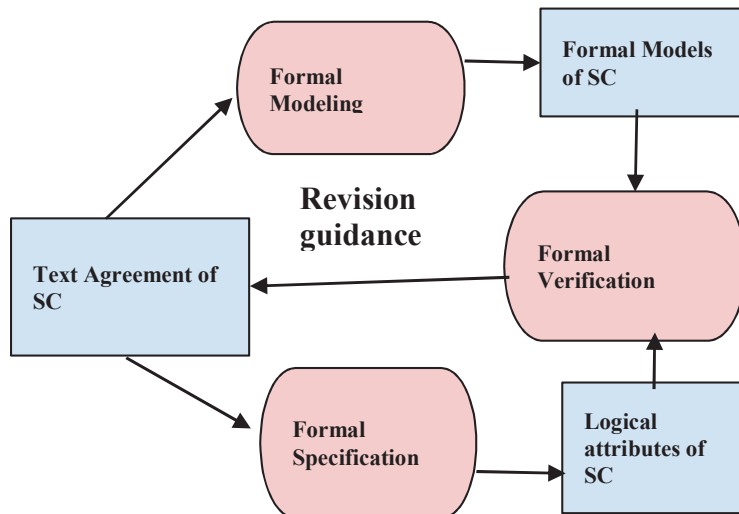 Formal
Modeling
Formal Models
of SC
Revision
guidance
Text Agreement of
SC
Formal
Verification
Formal
Specification
Logical
attributes of
SC